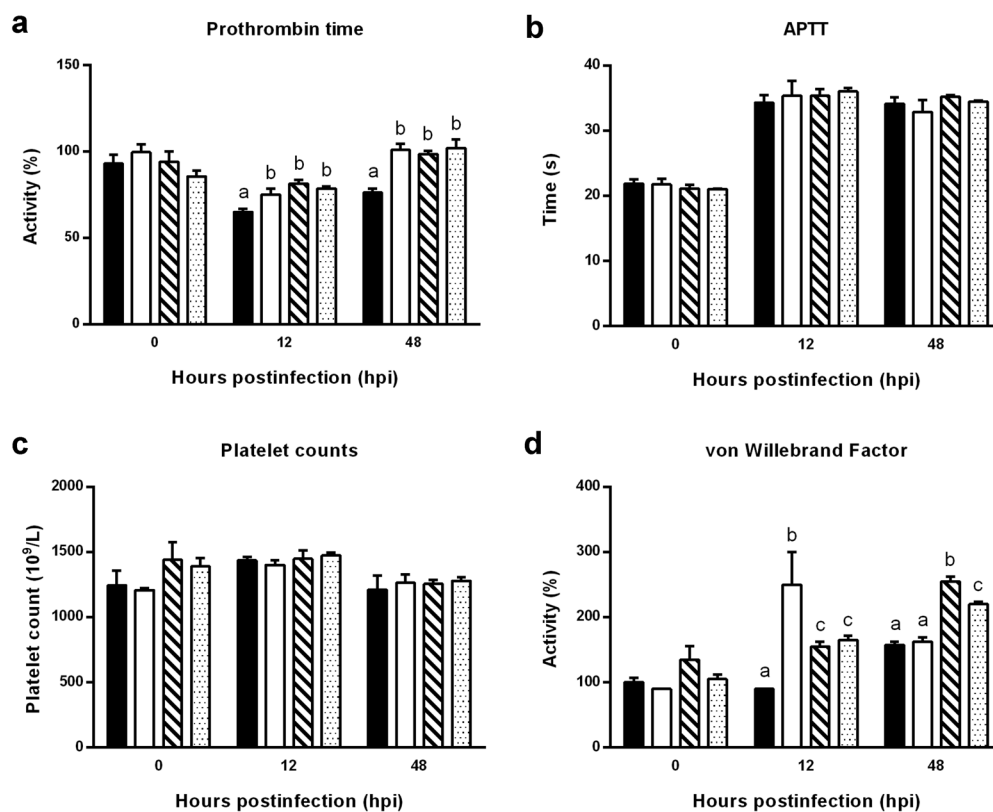 a
Prothrombin time
Activity (%)
150
100
50
0
a
b
b
b
a
b
b
b
0
12
48
Hours postinfection (hpi)
b
APTT
Time (s)
40
30
20
10
0
0
12
48
Hours postinfection (hpi)
c
Platelet counts
Platelet count (10⁹/L)
2000
1500
1000
500
0
0
12
48
Hours postinfection (hpi)
d
von Willebrand Factor
Activity (%)
400
300
200
100
0
a
b
c
c
a
a
b
c
0
12
48
Hours postinfection (hpi)